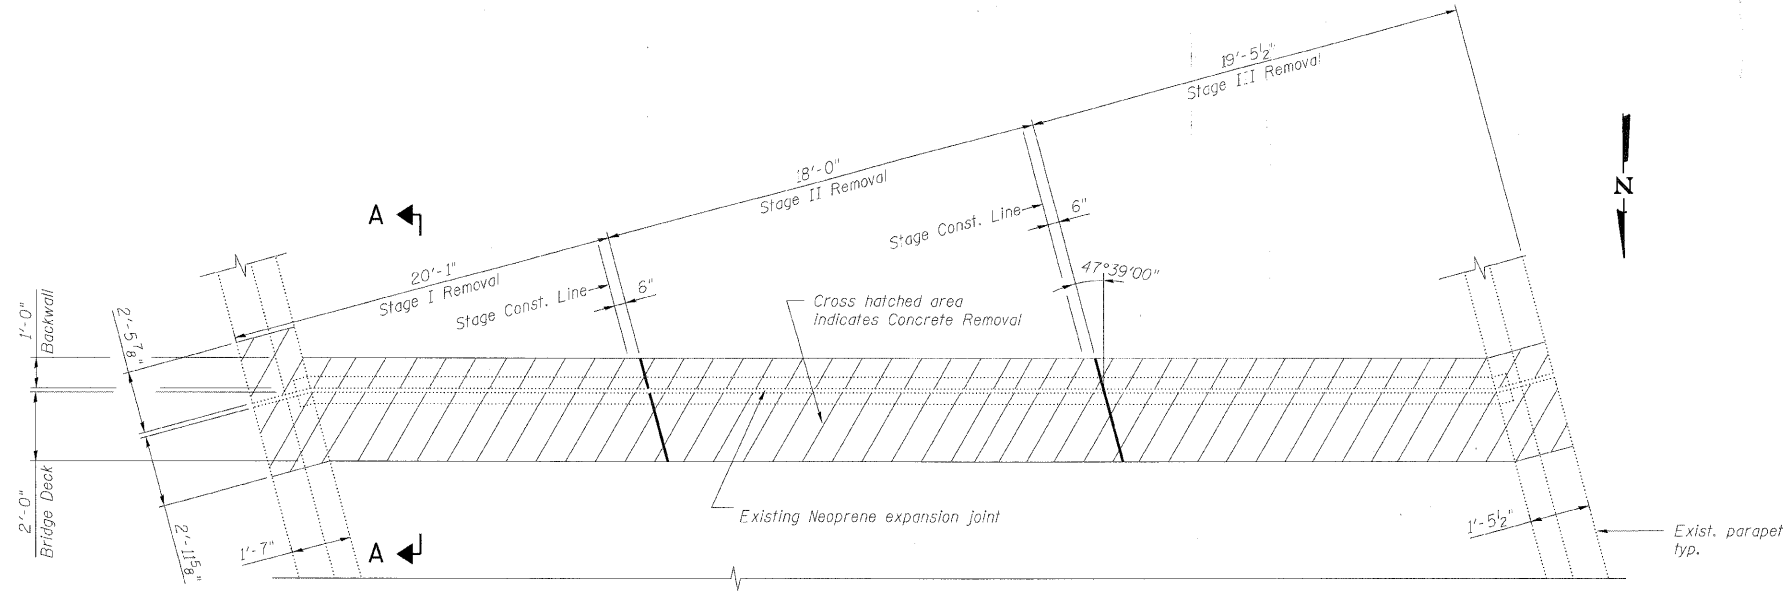 19'-5½"
Stage III Removal
18'-0"
Stage II Removal
20'-1"
Stage I Removal
A
Stage Const. Line
6"
Stage Const. Line
6"
47°39'00"
N
Cross hatched area
indicates Concrete Removal
1'-0"
Backwall
2'-5⅞"
2'-0"
Bridge Deck
2'-11⅝"
1'-7"
A
Existing Neoprene expansion joint
1'-5½"
Exist. parapet
typ.